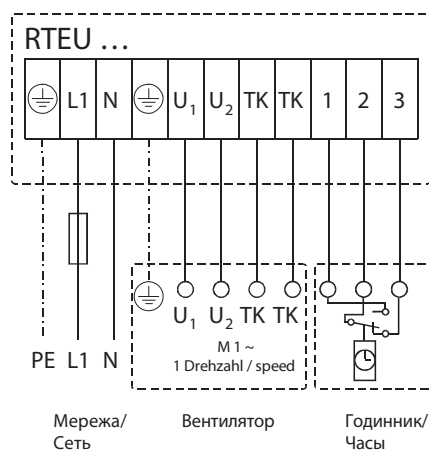 RTEU ...
L1 N U1 U2 TK TK 1 2 3
U1 U2 TK TK
M 1 ~
1 Drehzahl / speed
PE L1 N
Мережа/ Вентилятор Годинник/
Сеть Часы